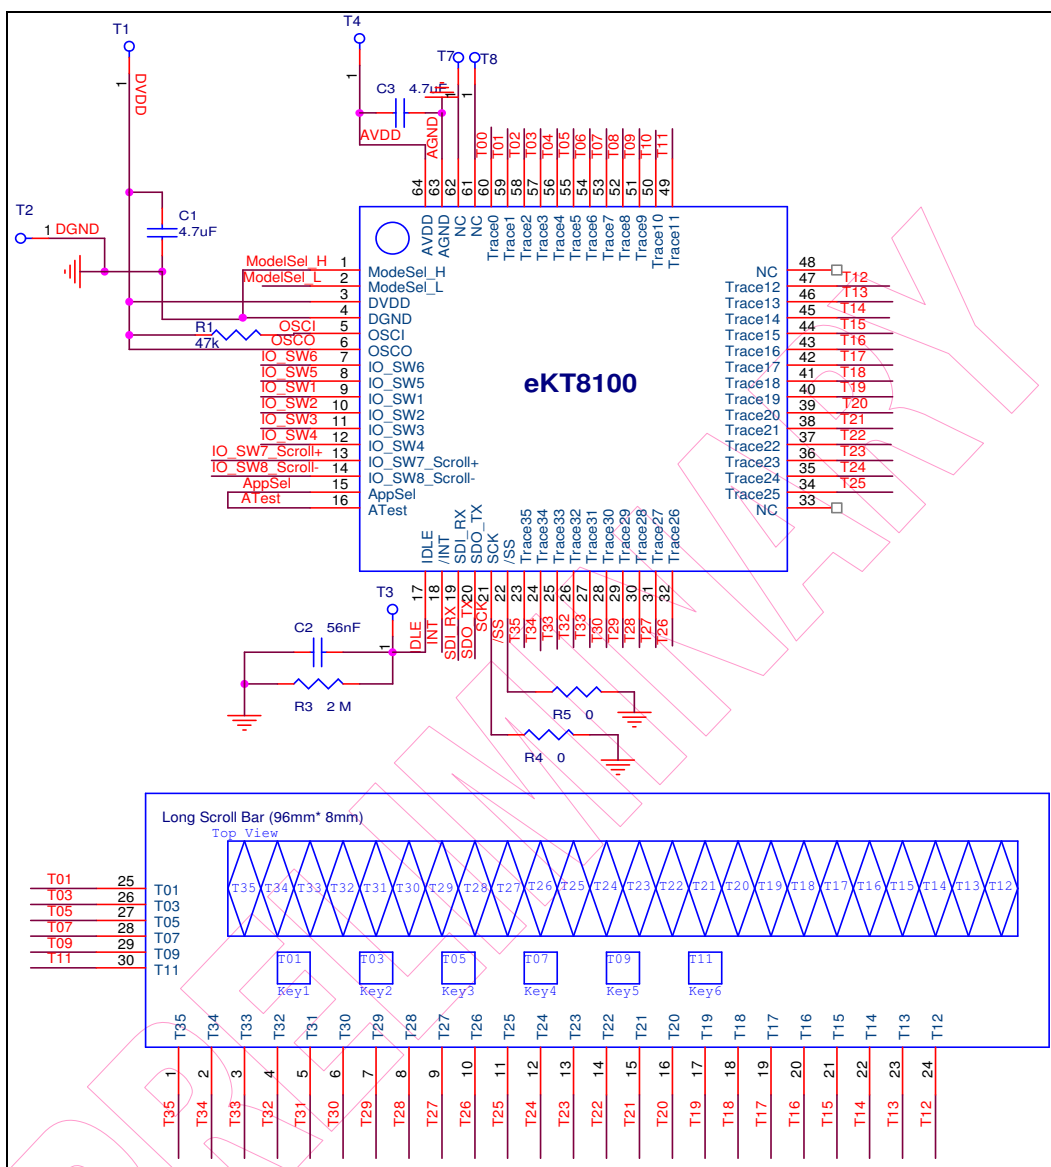 T1
T4
T7
T8
1
DVDD
1
C3
4.7uF
1
1
AVDD
AGND
T00
T01
T02
T03
T04
T05
T06
T07
T08
T09
T10
T11
64
63
62
61
60
59
58
57
56
55
54
53
52
51
50
49
AVDD
AGND
NC
NC
Trace0
Trace1
Trace2
Trace3
Trace4
Trace5
Trace6
Trace7
Trace8
Trace9
Trace10
Trace11
T2
1 DGND
C1
4.7uF
ModelSel_H 1 ModeSel_H
ModelSel_L 2 ModeSel_L
3 DVDD
4 DGND
R1
47k
OSCI 5 OSCI
OSCO 6 OSCO
IO_SW6 7 IO_SW6
IO_SW5 8 IO_SW5
IO_SW1 9 IO_SW1
IO_SW2 10 IO_SW2
IO_SW3 11 IO_SW3
IO_SW4 12 IO_SW4
IO_SW7_Scroll+ 13 IO_SW7_Scroll+
IO_SW8_Scroll- 14 IO_SW8_Scroll-
AppSel 15 AppSel
ATest 16 ATest
eKT8100
NC 48
Trace12 47 T12
Trace13 46 T13
Trace14 45 T14
Trace15 44 T15
Trace16 43 T16
Trace17 42 T17
Trace18 41 T18
Trace19 40 T19
Trace20 39 T20
Trace21 38 T21
Trace22 37 T22
Trace23 36 T23
Trace24 35 T24
Trace25 34 T25
NC 33
IDLE
/INT
SDI_RX
SDO_TX
SCK
/SS
Trace35
Trace34
Trace33
Trace32
Trace31
Trace30
Trace29
Trace28
Trace27
Trace26
17
18
19
20
21
22
23
24
25
26
27
28
29
30
31
32
IDLE
INT
SDI_RX
SDO_TX
SCK
/SS
T35
T34
T33
T32
T33
T30
T29
T28
T27
T26
T3
1
C2 56nF
R3 2 M
R5 0
R4 0
Long Scroll Bar (96mm* 8mm)
Top View
T35 T34 T33 T32 T31 T30 T29 T28 T27 T26 T25 T24 T23 T22 T21 T20 T19 T18 T17 T16 T15 T14 T13 T12
T01 25 T01
T03 26 T03
T05 27 T05
T07 28 T07
T09 29 T09
T11 30 T11
T01 T03 T05 T07 T09 T11
Key1 Key2 Key3 Key4 Key5 Key6
T35 T34 T33 T32 T31 T30 T29 T28 T27 T26 T25 T24 T23 T22 T21 T20 T19 T18 T17 T16 T15 T14 T13 T12
1 2 3 4 5 6 7 8 9 10 11 12 13 14 15 16 17 18 19 20 21 22 23 24
T35 T34 T33 T32 T31 T30 T29 T28 T27 T26 T25 T24 T23 T22 T21 T20 T19 T18 T17 T16 T15 T14 T13 T12
PRELIMINARY